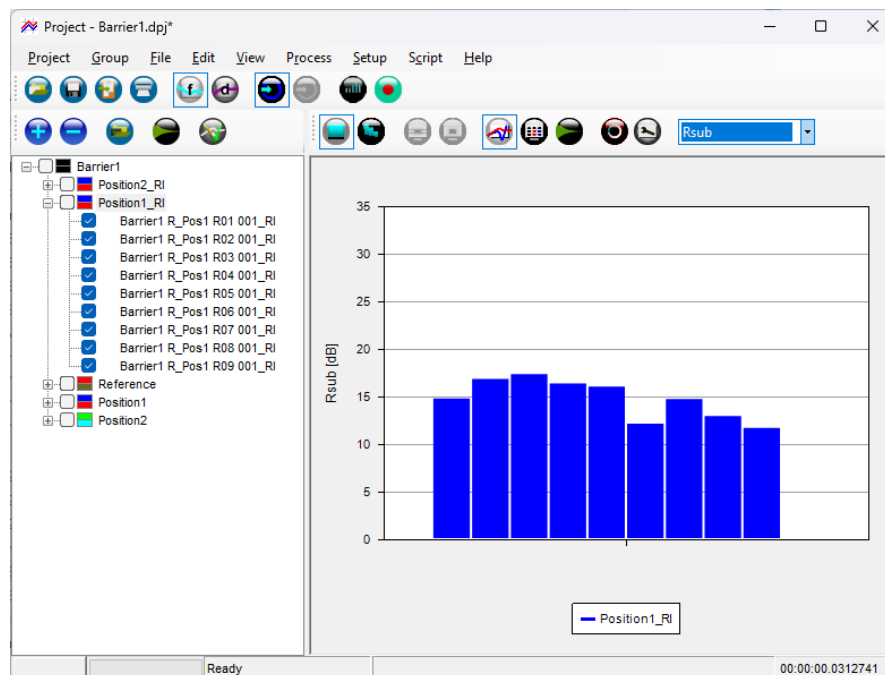 Project - Barrier1.dpj*
Project Group File Edit View Process Setup Script Help
f d
Rsub
Barrier1
Position2_RI
Position1_RI
Barrier1 R_Pos1 R01 001_RI
Barrier1 R_Pos1 R02 001_RI
Barrier1 R_Pos1 R03 001_RI
Barrier1 R_Pos1 R04 001_RI
Barrier1 R_Pos1 R05 001_RI
Barrier1 R_Pos1 R06 001_RI
Barrier1 R_Pos1 R07 001_RI
Barrier1 R_Pos1 R08 001_RI
Barrier1 R_Pos1 R09 001_RI
Reference
Position1
Position2
35
30
25
20
15
10
5
0
Rsub [dB]
Position1_RI
Ready
00:00:00.0312741